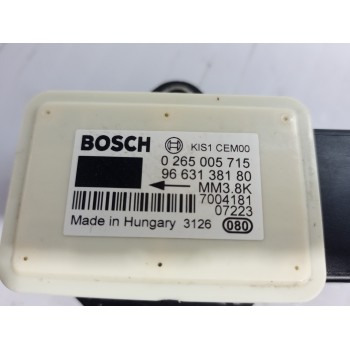 BOSCH KIS1 CEM00
0 265 005 715
96 631 381 80
MM3.8K
7004181
07223
Made in Hungary 3126 080